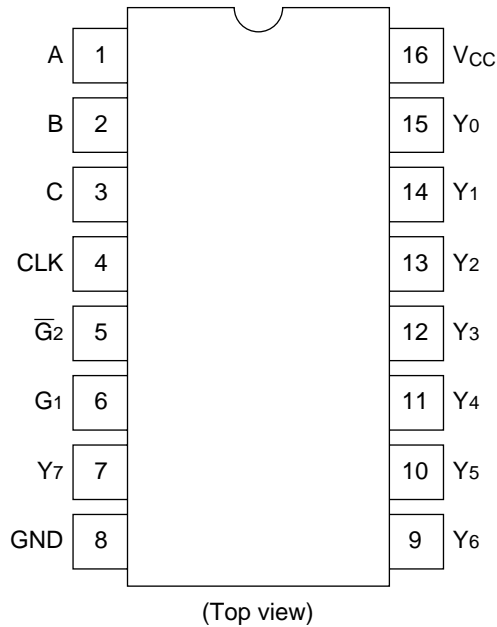 A 1 16 VCC
B 2 15 Y0
C 3 14 Y1
CLK 4 13 Y2
G̅2 5 12 Y3
G1 6 11 Y4
Y7 7 10 Y5
GND 8 9 Y6
(Top view)